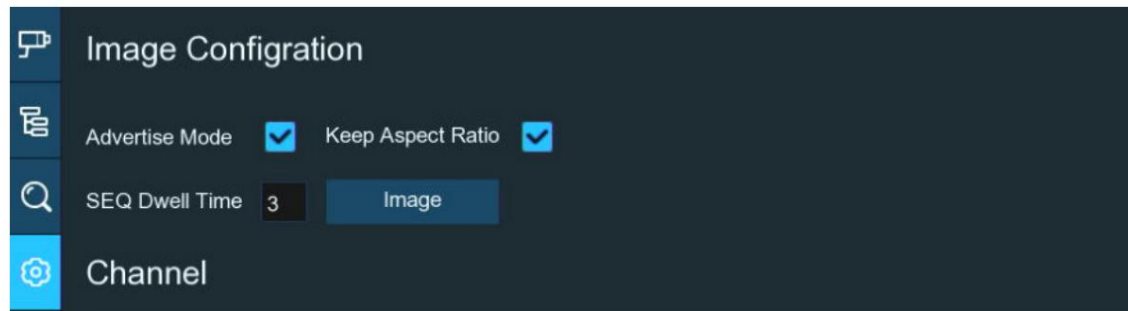 Image Configration
Advertise Mode Keep Aspect Ratio
SEQ Dwell Time 3 Image
Channel